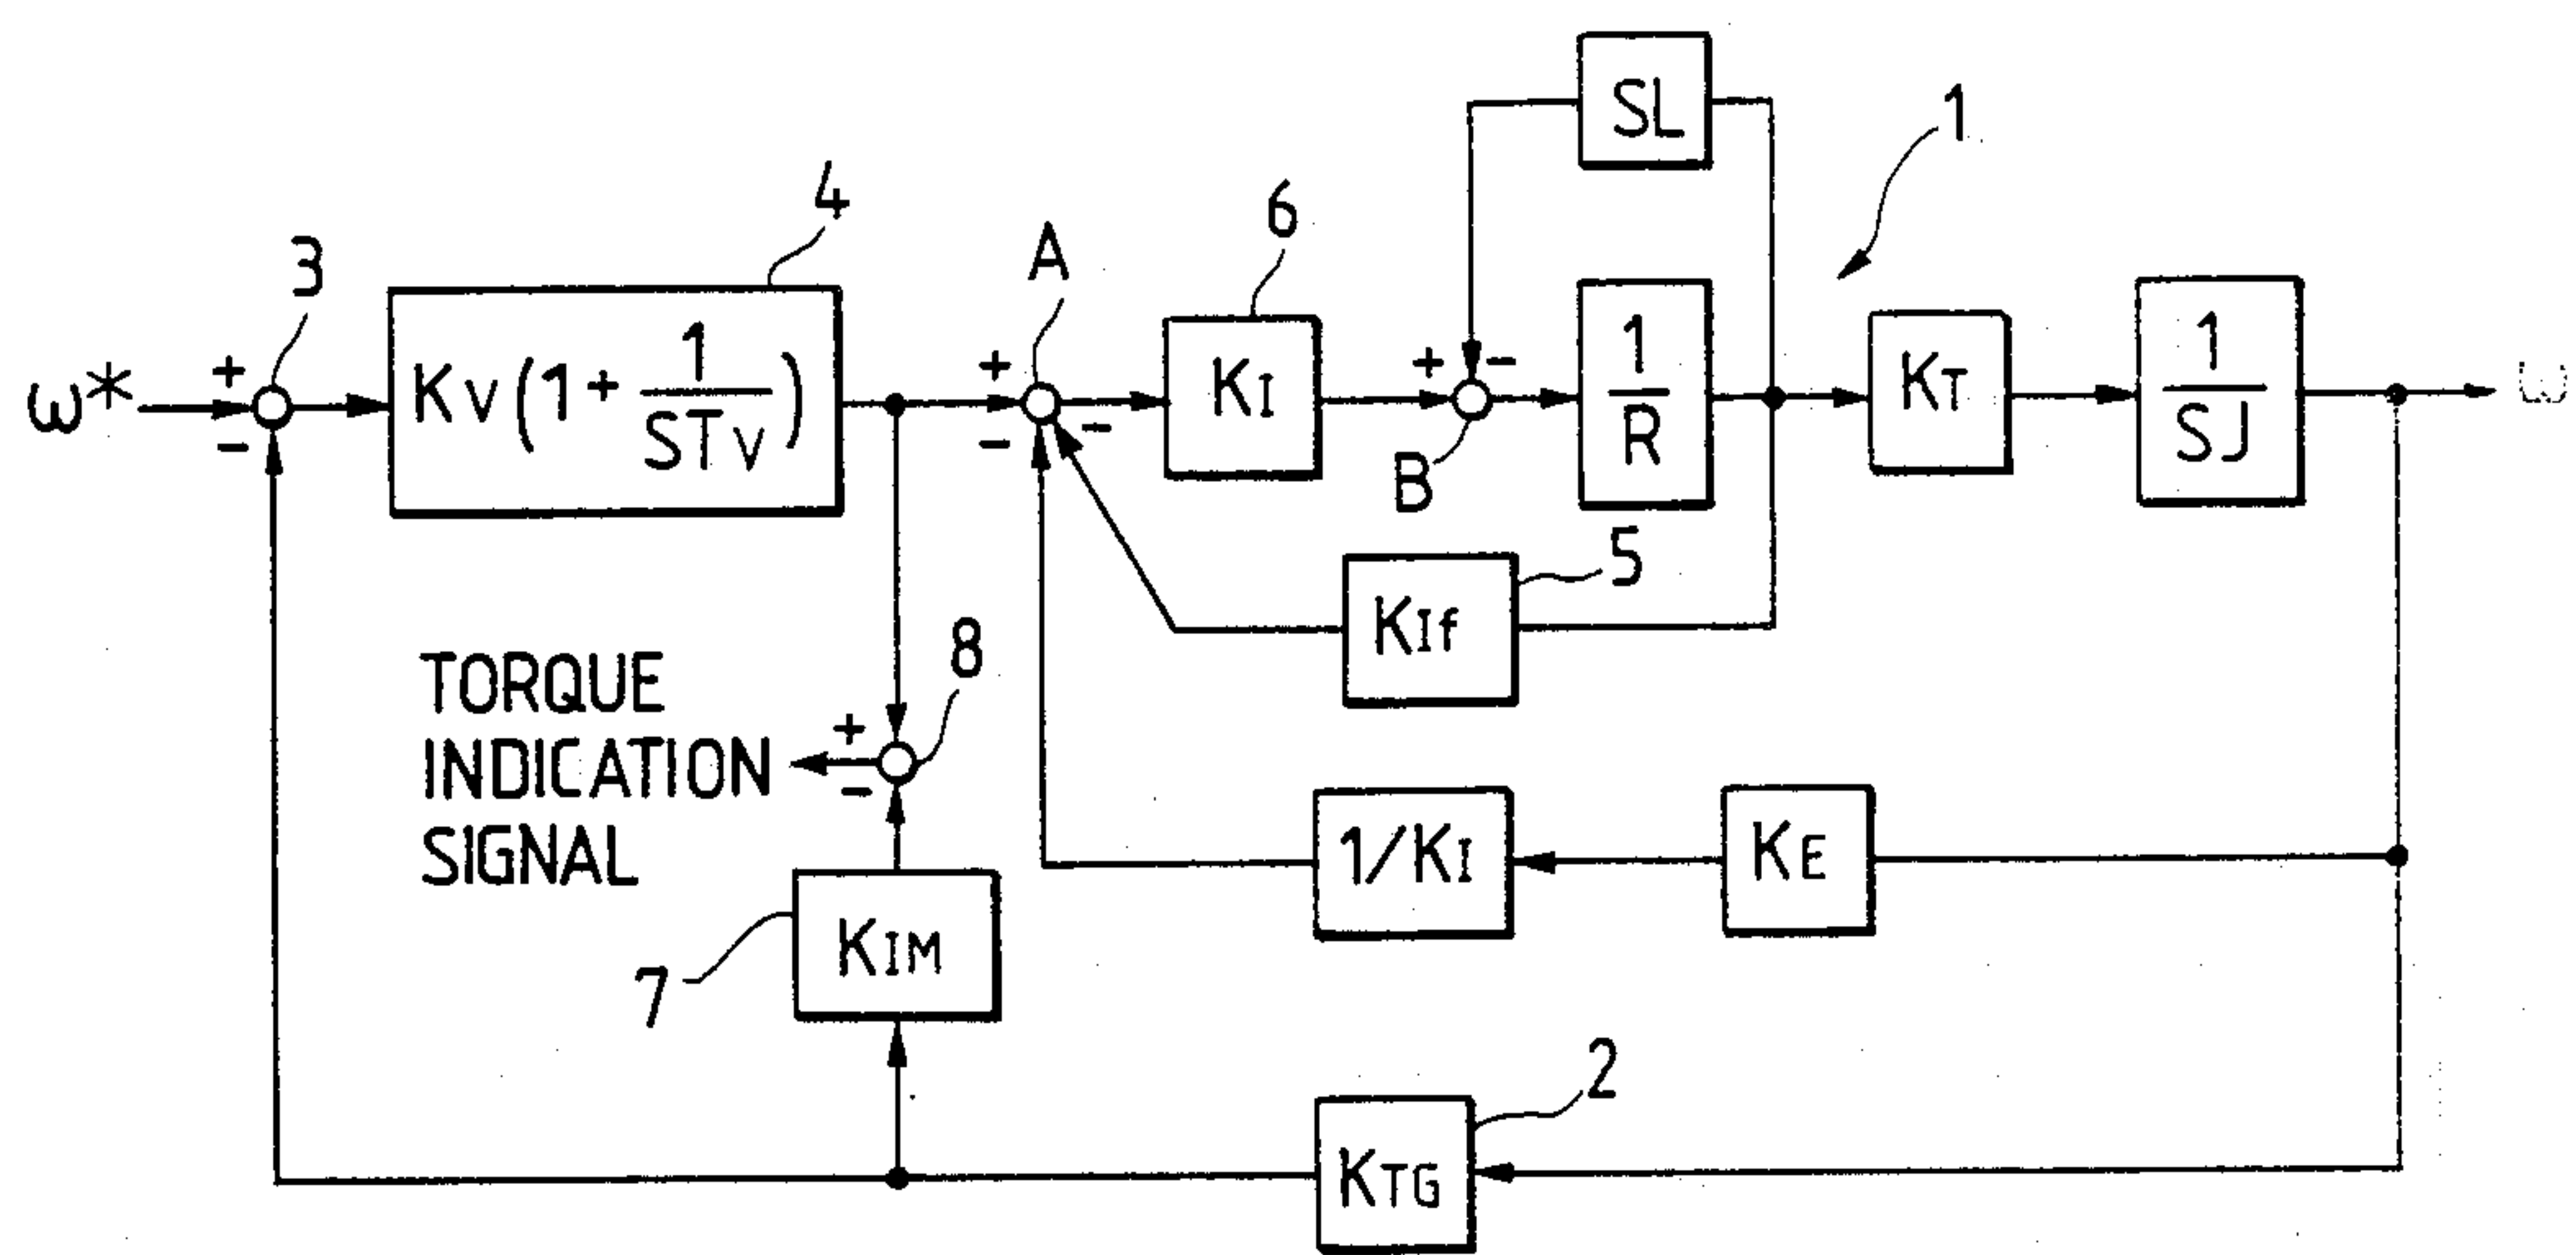 SL
1
4
6
A
3
ω*
+
-
Kv(1+ 1/STv)
+
-
-
KI
+
-
B
1/R
KT
1/SJ
ω
5
KIf
TORQUE
INDICATION
SIGNAL
8
+
-
1/KI
KE
7
KIM
2
KTG